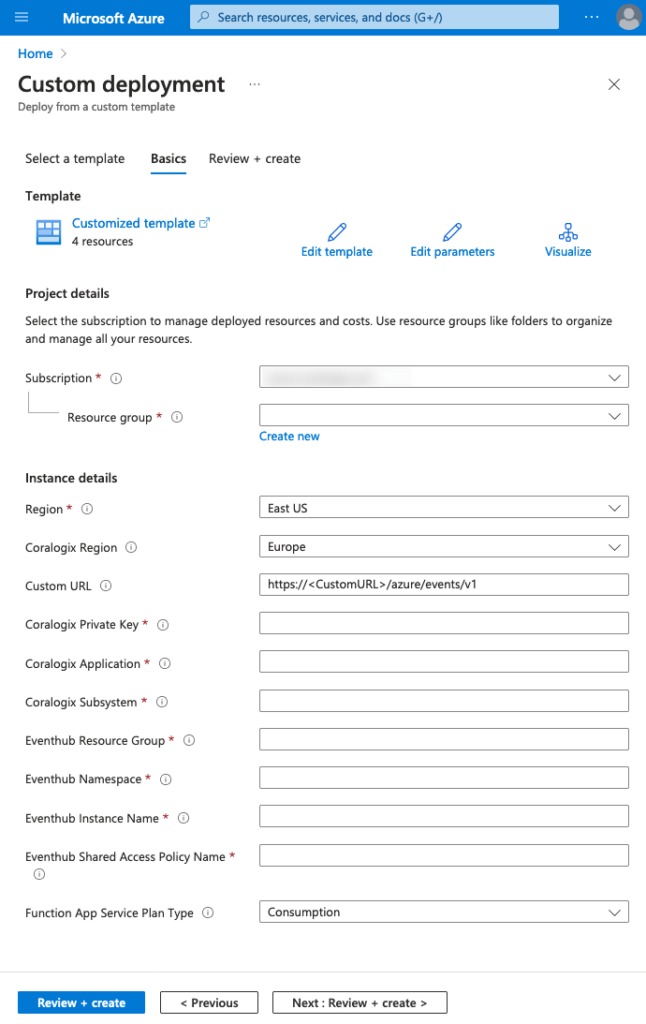 Microsoft Azure
Search resources, services, and docs (G+/)
Home
Custom deployment
Deploy from a custom template
Select a template
Basics
Review + create
Template
Customized template
4 resources
Edit template
Edit parameters
Visualize
Project details
Select the subscription to manage deployed resources and costs. Use resource groups like folders to organize
and manage all your resources.
Subscription *
Resource group *
Create new
Instance details
Region * East US
Coralogix Region Europe
Custom URL https://<CustomURL>/azure/events/v1
Coralogix Private Key *
Coralogix Application *
Coralogix Subsystem *
Eventhub Resource Group *
Eventhub Namespace *
Eventhub Instance Name *
Eventhub Shared Access Policy Name *
Function App Service Plan Type Consumption
Review + create
< Previous
Next : Review + create >